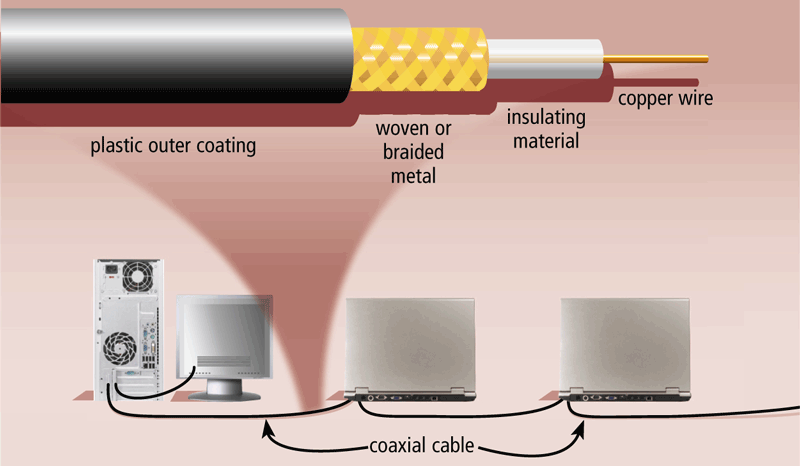 copper wire
insulating
material
woven or
braided
metal
plastic outer coating
coaxial cable